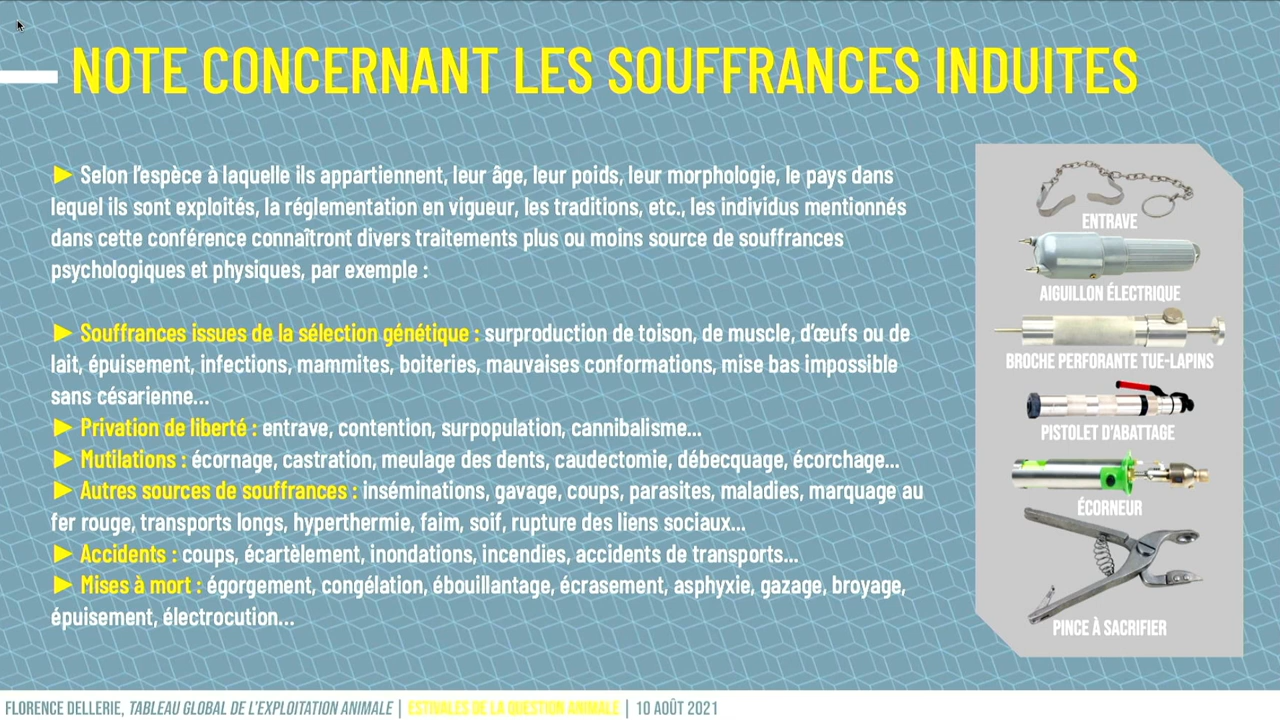 NOTE CONCERNANT LES SOUFFRANCES INDUITES
► Selon l'espèce à laquelle ils appartiennent, leur âge, leur poids, leur morphologie, le pays dans
lequel ils sont exploités, la réglementation en vigueur, les traditions, etc., les individus mentionnés
dans cette conférence connaîtront divers traitements plus ou moins source de souffrances
psychologiques et physiques, par exemple :
► Souffrances issues de la sélection génétique : surproduction de toison, de muscle, d'œufs ou de
lait, épuisement, infections, mammites, boiteries, mauvaises conformations, mise bas impossible
sans césarienne...
► Privation de liberté : entrave, contention, surpopulation, cannibalisme...
► Mutilations : écornage, castration, meulage des dents, caudectomie, débecquage, écorchage...
► Autres sources de souffrances : inséminations, gavage, coups, parasites, maladies, marquage au
fer rouge, transports longs, hyperthermie, faim, soif, rupture des liens sociaux...
► Accidents : coups, écartèlement, inondations, incendies, accidents de transports...
► Mises à mort : égorgement, congélation, ébouillantage, écrasement, asphyxie, gazage, broyage,
épuisement, électrocution...
ENTRAVE
AIGUILLON ÉLECTRIQUE
BROCHE PERFORANTE TUE-LAPINS
PISTOLET D'ABATTAGE
ÉCORNEUR
PINCE À SACRIFIER
FLORENCE DELLERIE, TABLEAU GLOBAL DE L'EXPLOITATION ANIMALE | ESTIVALES DE LA QUESTION ANIMALE | 10 AOÛT 2021